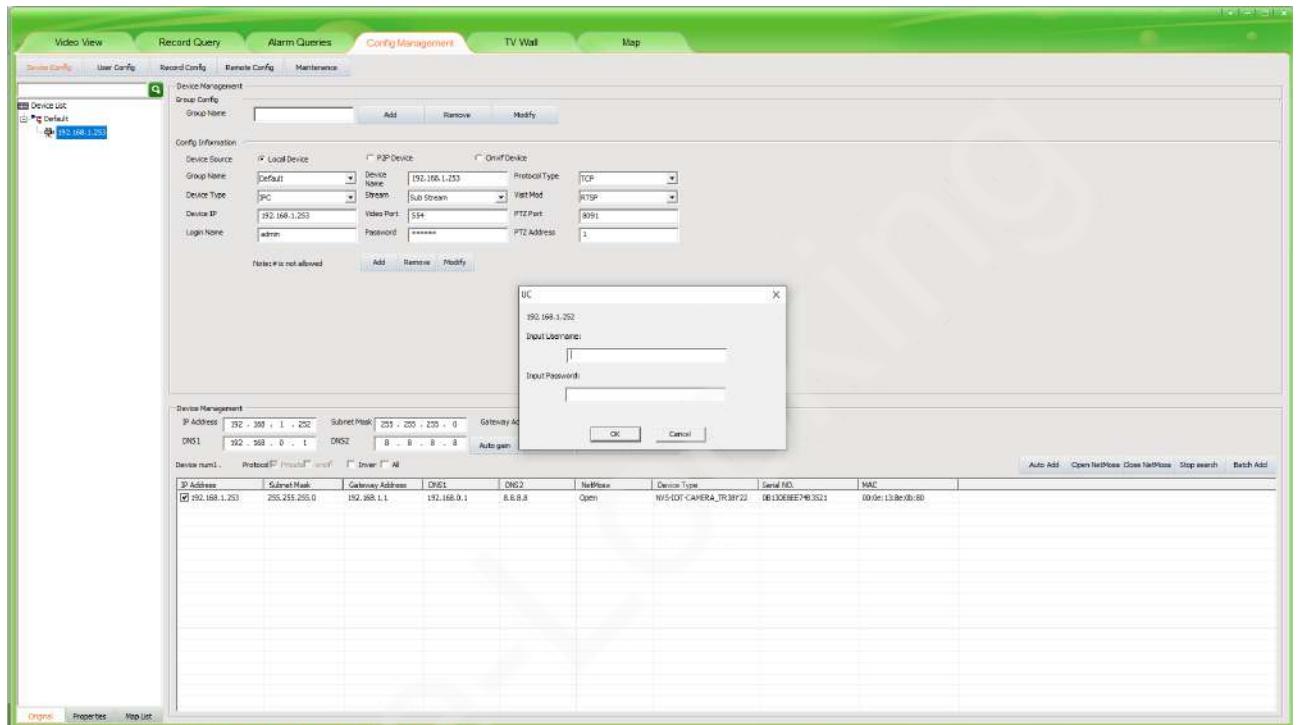 Video View Record Query Alarm Queries Config Management TV Wall Map
Device Config User Config Record Config Remote Config Maintenance
Device List
Default
192.168.1.253
Device Management
Group Config
Group Name Add Remove Modify
Config Information
Device Source Local Device P2P Device Onvif Device
Group Name Default Device Name 192.168.1.253 Protocol Type TCP
Device Type IPC Stream Sub Stream Visit Mod RTSP
Device IP 192.168.1.253 Video Port 554 PTZ Port 8091
Login Name admin Password ****** PTZ Address 1
Note: # is not allowed Add Remove Modify
UC
192.168.1.252
Input Username:
Input Password:
OK Cancel
Device Management
IP Address 192 . 168 . 1 . 252 Subnet Mask 255 . 255 . 255 . 0 Gateway
DNS1 192 . 168 . 0 . 1 DNS2 8 . 8 . 8 . 8 Auto gain
Device num1 . Protocol Private onvif Inver All Auto Add Open NetMose Close NetMose Stop search Batch Add
IP Address Subnet Mask Gateway Address DNS1 DNS2 NetMose Device Type Serial NO. MAC
192.168.1.253 255.255.255.0 192.168.1.1 192.168.0.1 8.8.8.8 Open
Original Properties Map List